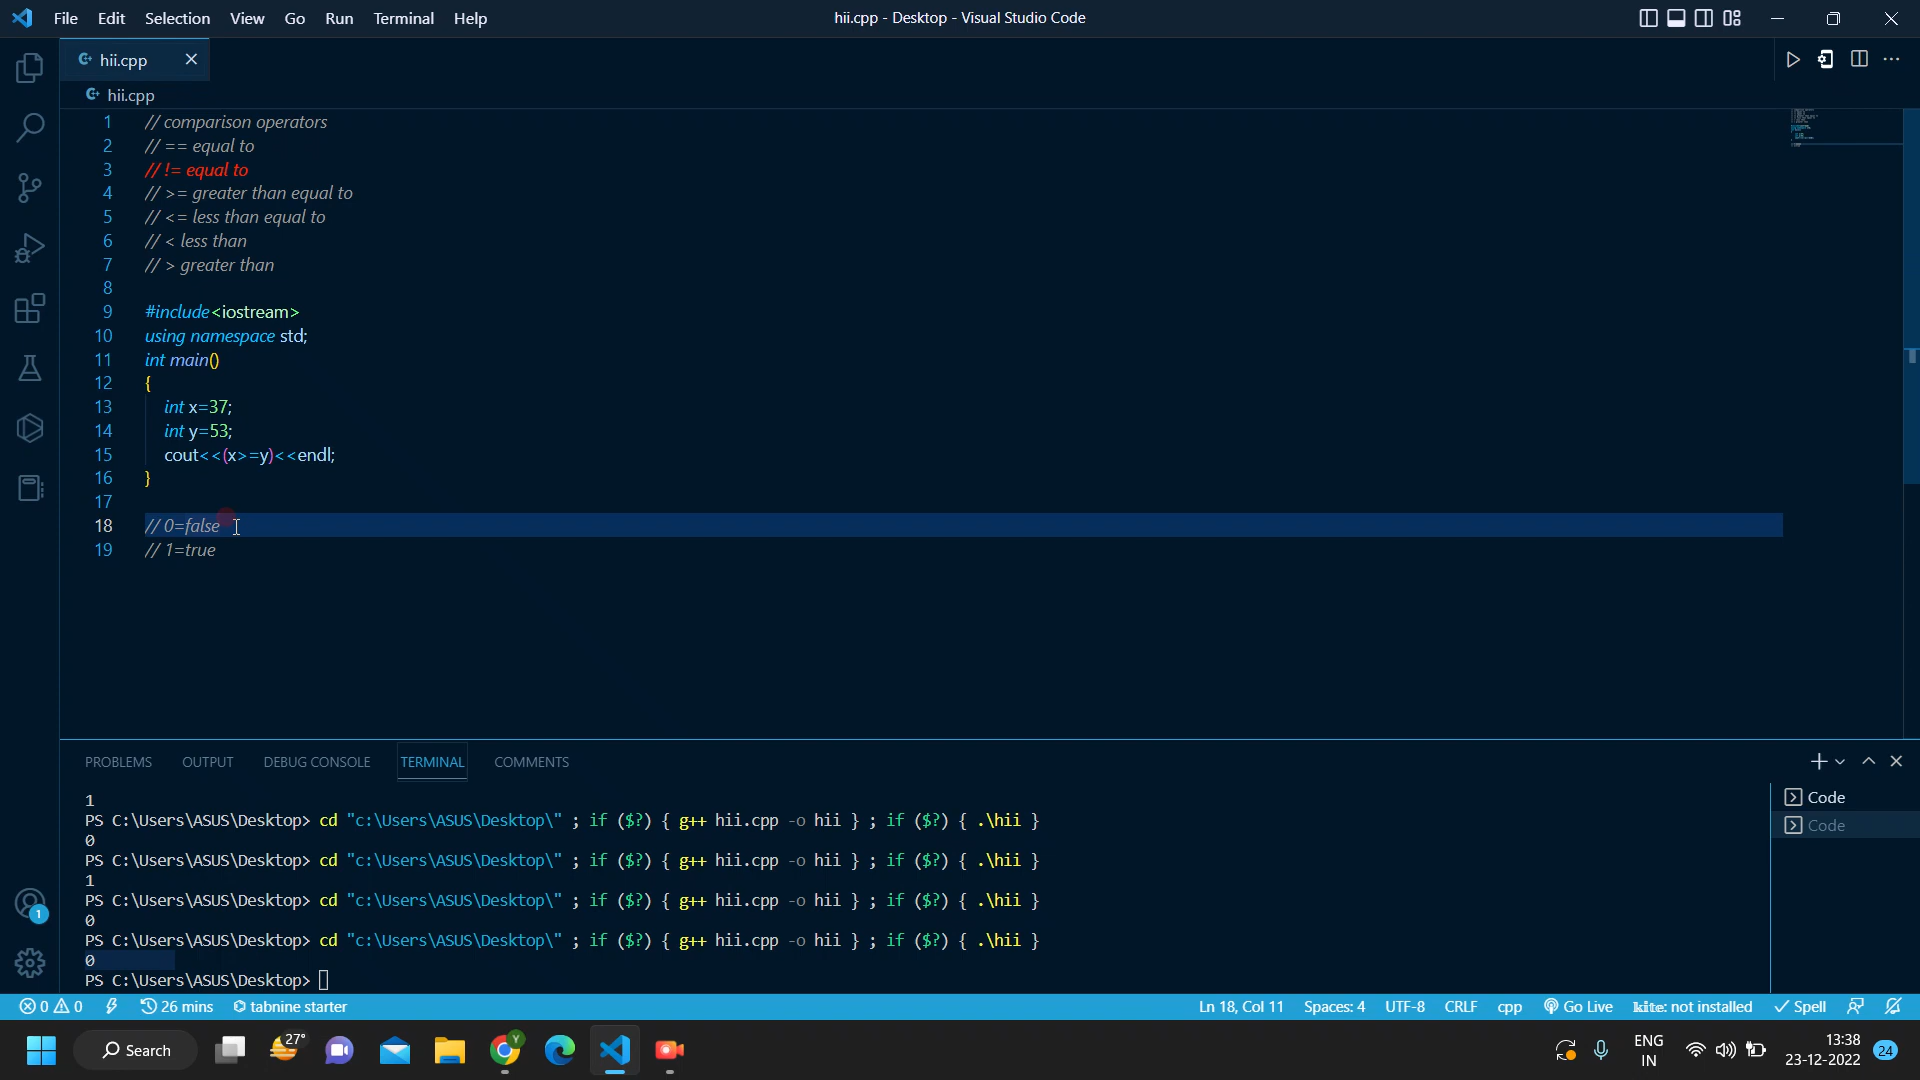 File Edit Selection View Go Run Terminal Help
hii.cpp - Desktop - Visual Studio Code
hii.cpp
hii.cpp
1 // comparison operators
2 // == equal to
3 // != equal to
4 // >= greater than equal to
5 // <= less than equal to
6 // < less than
7 // > greater than
8
9 #include<iostream>
10 using namespace std;
11 int main()
12 {
13 int x=37;
14 int y=53;
15 cout<<(x>=y)<<endl;
16 }
17
18 // 0=false
19 // 1=true
PROBLEMS OUTPUT DEBUG CONSOLE TERMINAL COMMENTS
Code
Code
1
PS C:\Users\ASUS\Desktop> cd "c:\Users\ASUS\Desktop\" ; if ($?) { g++ hii.cpp -o hii } ; if ($?) { .\hii }
0
PS C:\Users\ASUS\Desktop> cd "c:\Users\ASUS\Desktop\" ; if ($?) { g++ hii.cpp -o hii } ; if ($?) { .\hii }
1
PS C:\Users\ASUS\Desktop> cd "c:\Users\ASUS\Desktop\" ; if ($?) { g++ hii.cpp -o hii } ; if ($?) { .\hii }
0
PS C:\Users\ASUS\Desktop> cd "c:\Users\ASUS\Desktop\" ; if ($?) { g++ hii.cpp -o hii } ; if ($?) { .\hii }
0
PS C:\Users\ASUS\Desktop>
1
0 0 26 mins tabnine starter Ln 18, Col 11 Spaces: 4 UTF-8 CRLF cpp Go Live kite: not installed Spell
Search
27°
Y
ENG
IN
13:38
23-12-2022
24